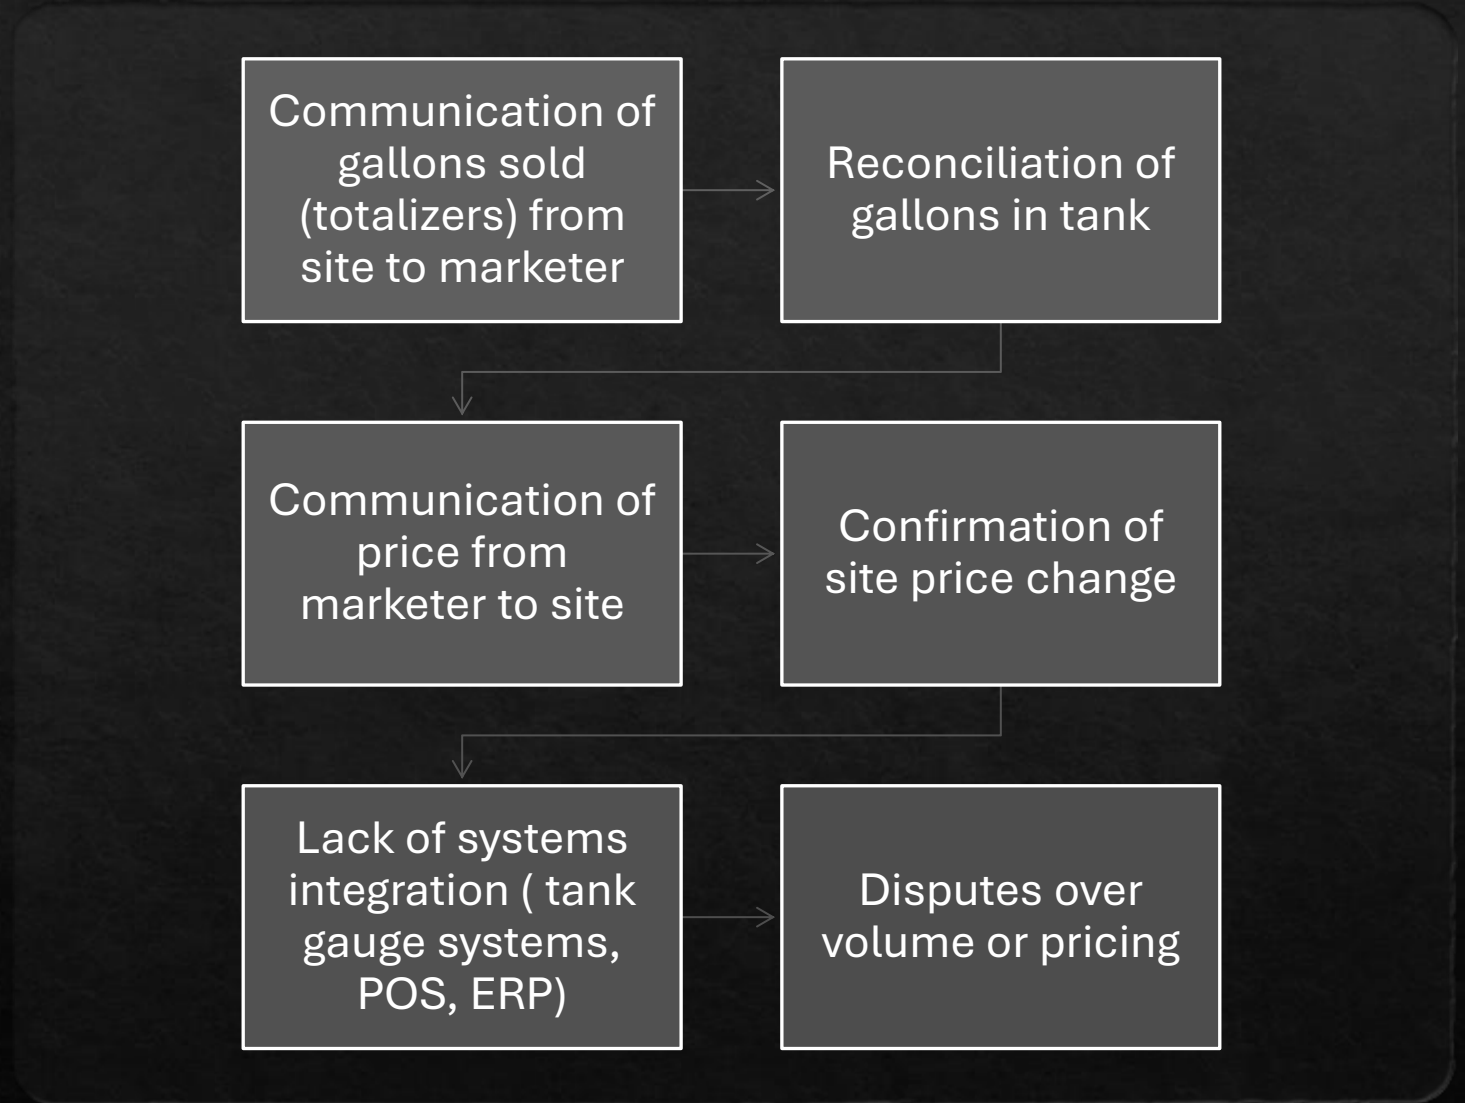 Communication of
gallons sold
(totalizers) from
site to marketer
Reconciliation of
gallons in tank
Communication of
price from
marketer to site
Confirmation of
site price change
Lack of systems
integration ( tank
gauge systems,
POS, ERP)
Disputes over
volume or pricing